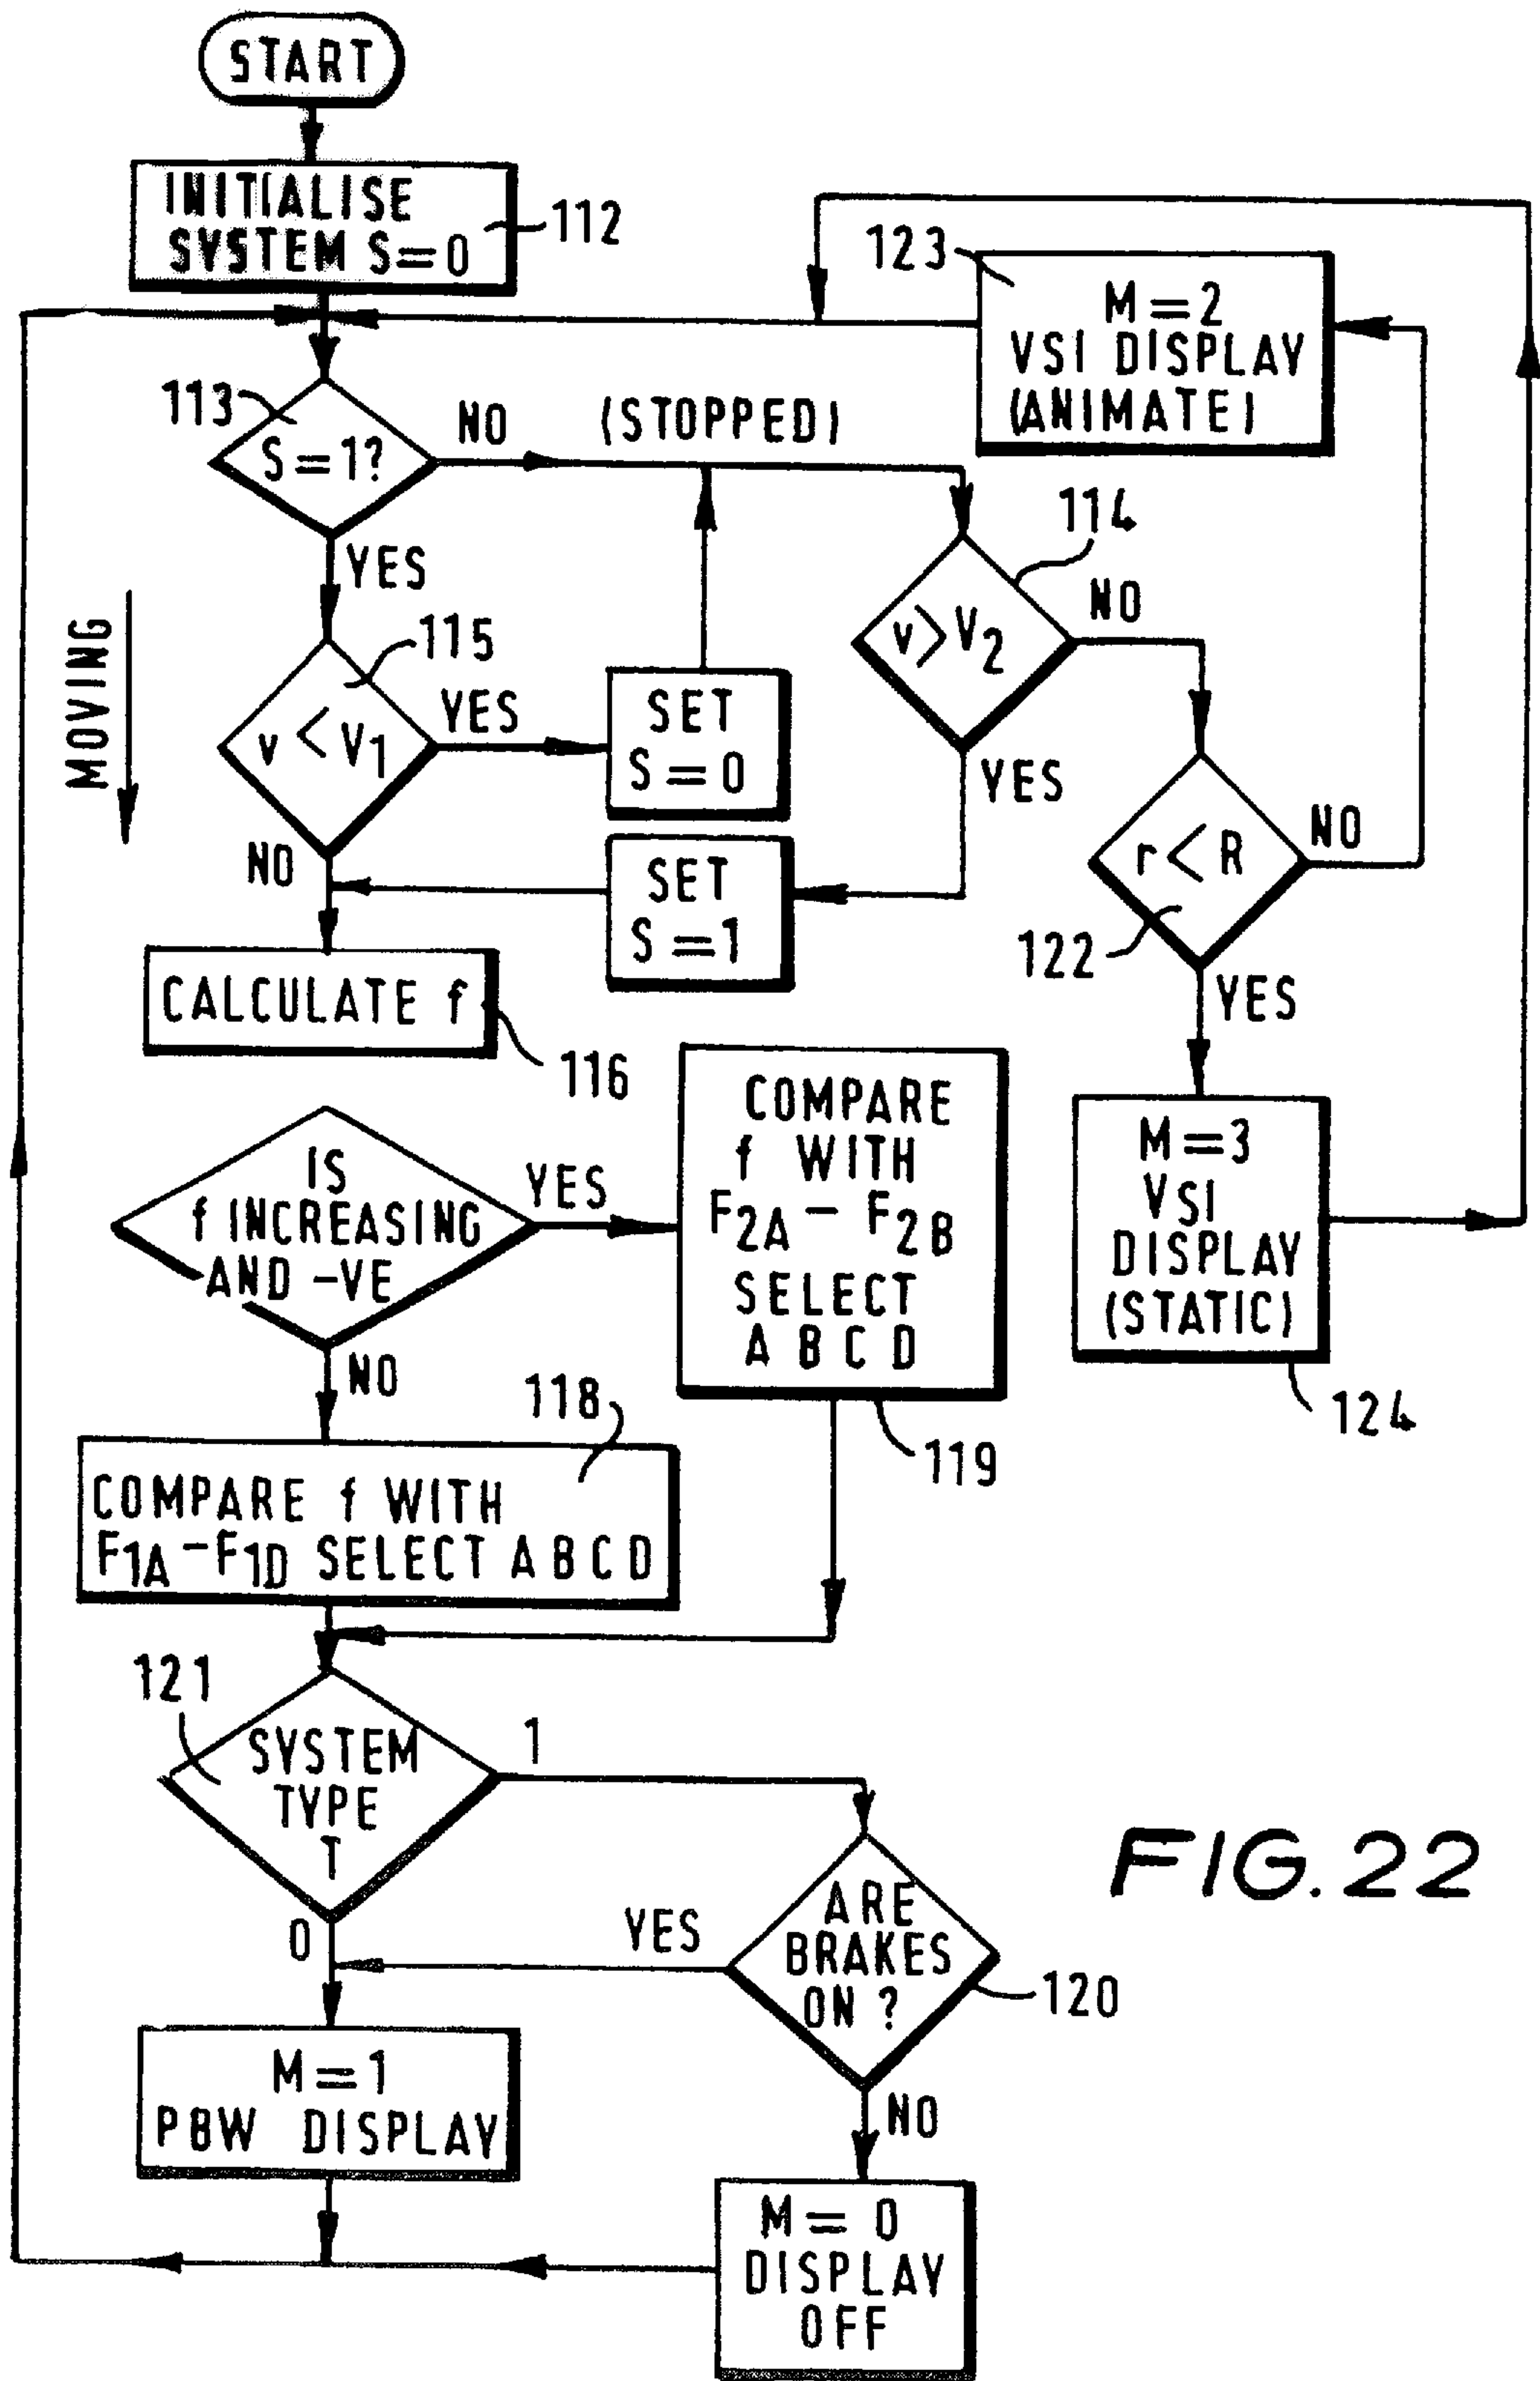 START
INITIALISE
SYSTEM S=0
112
123
M=2
VSI DISPLAY
(ANIMATE)
113
S=1?
NO
(STOPPED)
YES
114
v>V2
NO
YES
MOVING
115
v<V1
YES
NO
SET
S=0
SET
S=1
r<R
NO
122
YES
CALCULATE f
116
M=3
VSI
DISPLAY
(STATIC)
124
IS
f INCREASING
AND -VE
YES
NO
COMPARE
f WITH
F2A - F2B
SELECT
A B C D
119
118
COMPARE f WITH
F1A-F1D SELECT A B C D
121
SYSTEM
TYPE
T
1
0
ARE
BRAKES
ON?
120
YES
NO
M=1
PBW DISPLAY
M=0
DISPLAY
OFF
FIG.22